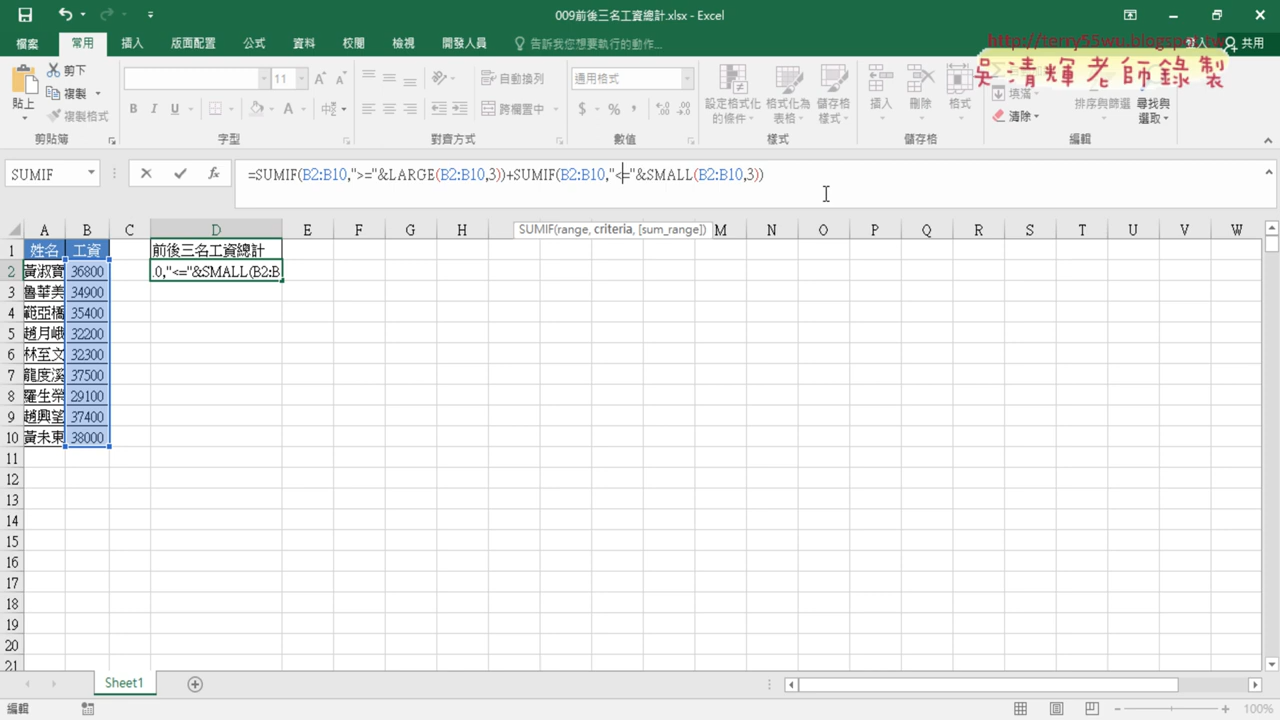 009前後三名工資總計.xlsx - Excel
http://terry55wu.blogspot.tw
吳清輝老師錄製
檔案 常用 插入 版面配置 公式 資料 校閱 檢視 開發人員 告訴我您想要執行的動作... 共用
貼上 剪下 複製 複製格式
11 自動換列 跨欄置中 通用格式
設定格式化的條件 格式化為表格 儲存格樣式 插入 刪除 格式 填滿 清除 排序與篩選 尋找與選取
剪貼簿 字型 對齊方式 數值 樣式 儲存格 編輯
SUMIF =SUMIF(B2:B10,">="&LARGE(B2:B10,3))+SUMIF(B2:B10,"<="&SMALL(B2:B10,3))
SUMIF(range, criteria, [sum_range])
A B C D E F G H M N O P Q R S T U V W
1 姓名 工資 前後三名工資總計
2 黃淑寶 36800 .0,"<="&SMALL(B2:B
3 魯華美 34900
4 範亞橋 35400
5 趙月峨 32200
6 林至文 32300
7 龍度溪 37500
8 羅生榮 29100
9 趙興望 37400
10 黃未東 38000
11
12
13
14
15
16
17
18
19
20
21
Sheet1
編輯 100%